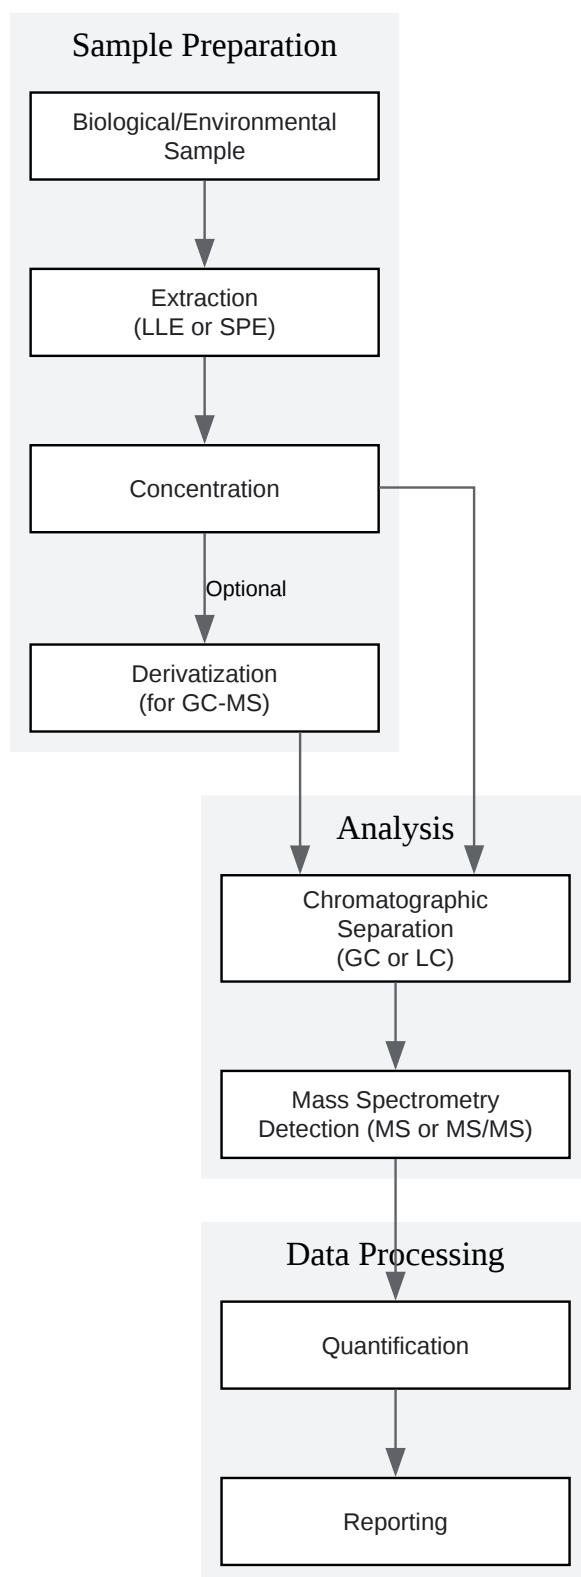 Sample Preparation
Biological/Environmental
Sample
Extraction
(LLE or SPE)
Concentration
Optional
Derivatization
(for GC-MS)
Analysis
Chromatographic
Separation
(GC or LC)
Mass Spectrometry
Detection (MS or MS/MS)
Data Processing
Quantification
Reporting